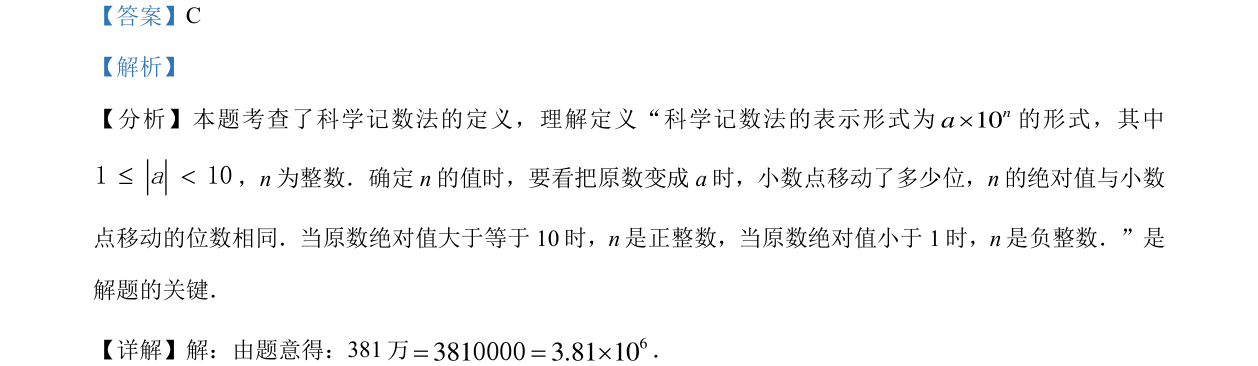 【答案】C
【解析】
【分析】本题考查了科学记数法的定义，理解定义“科学记数法的表示形式为 a×10ⁿ 的形式，其中
1 ≤ |a| < 10，n 为整数．确定 n 的值时，要看把原数变成 a 时，小数点移动了多少位，n 的绝对值与小数
点移动的位数相同．当原数绝对值大于等于 10 时，n 是正整数，当原数绝对值小于 1 时，n 是负整数．”是
解题的关键．
【详解】解：由题意得：381 万 = 3810000 = 3.81×10⁶．